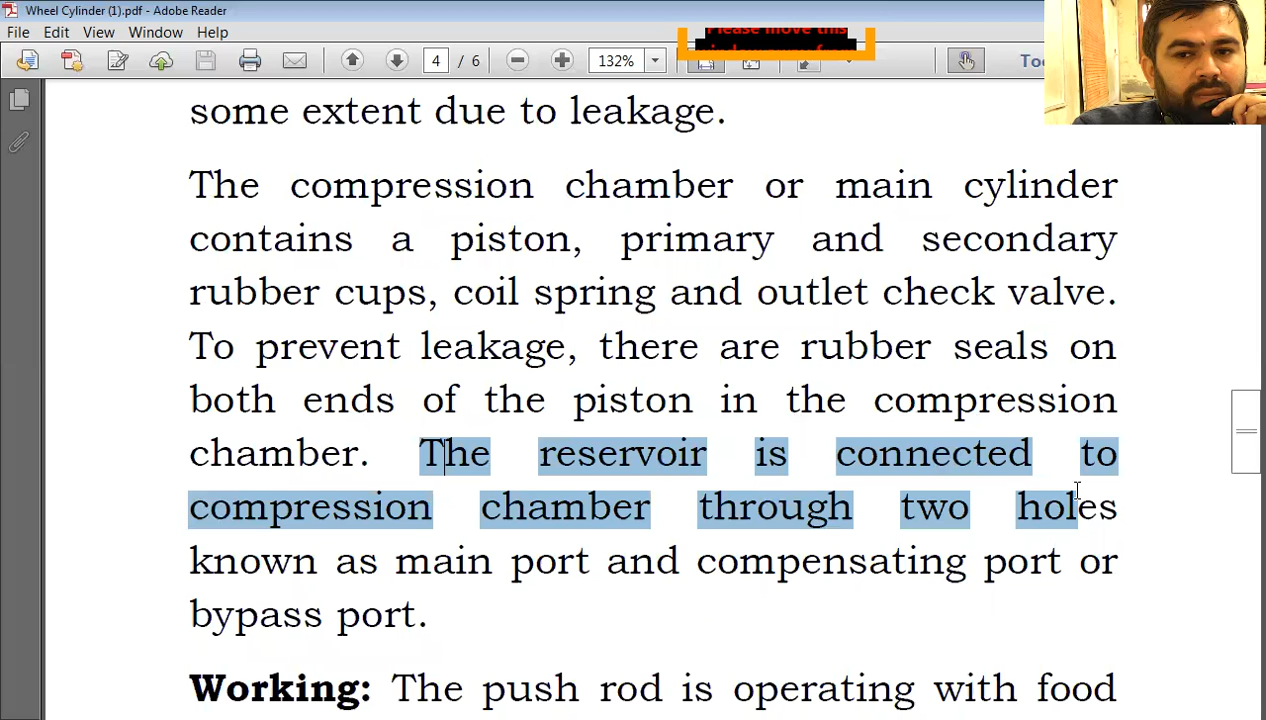 Wheel Cylinder (1).pdf - Adobe Reader
File Edit View Window Help
Please move this
4 / 6 132%
some extent due to leakage.
The compression chamber or main cylinder
contains a piston, primary and secondary
rubber cups, coil spring and outlet check valve.
To prevent leakage, there are rubber seals on
both ends of the piston in the compression
chamber. The reservoir is connected to
compression chamber through two holes
known as main port and compensating port or
bypass port.
Working: The push rod is operating with food